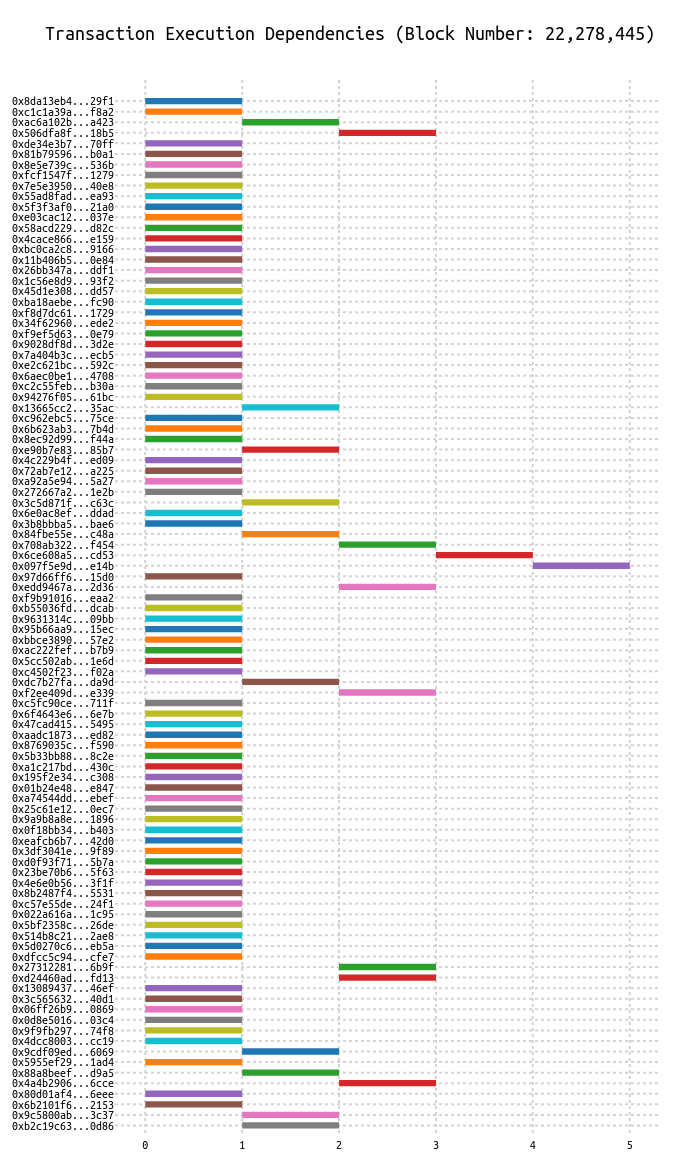 Transaction Execution Dependencies (Block Number: 22,278,445)
0x8da13eb4...29f1
0xc1c1a39a...f8a2
0xac6a102b...a423
0x506dfa8f...18b5
0xde34e3b7...70ff
0x81b79596...b0a1
0x8e5e739c...536b
0xfcf1547f...1279
0x7e5e3950...40e8
0x55ad8fad...ea93
0x5f3f3af0...21a0
0xe03cac12...037e
0x58acd229...d82c
0x4cace866...e159
0xbc0ca2c8...9166
0x11b406b5...0e84
0x26bb347a...ddf1
0x1c56e8d9...93f2
0x45d1e308...dd57
0xba18aebe...fc90
0xf8d7dc61...1729
0x34f62960...ede2
0xf9ef5d63...0e79
0x9028df8d...3d2e
0x7a404b3c...ecb5
0xe2c621bc...592c
0x6aec0be1...4708
0xc2c55feb...b30a
0x94276f05...61bc
0x13665cc2...35ac
0xc962ebc5...75ce
0x6b623ab3...7b4d
0x8ec92d99...f44a
0xe90b7e83...85b7
0x4c229b4f...ed09
0x72ab7e12...a225
0xa92a5e94...5a27
0x272667a2...1e2b
0x3c5d871f...c63c
0x6e0ac8ef...ddad
0x3b8bbba5...bae6
0x84fbe55e...c48a
0x708ab322...f454
0x6ce608a5...cd53
0x097f5e9d...e14b
0x97d66ff6...15d0
0xedd9467a...2d36
0xf9b91016...eaa2
0xb55036fd...dcab
0x9631314c...09bb
0x95b66aa9...15ec
0xbbce3890...57e2
0xac222fef...b7b9
0x5cc502ab...1e6d
0xc4502f23...f02a
0xdc7b27fa...da9d
0xf2ee409d...e339
0xc5fc90ce...711f
0x6f4643e6...6e7b
0x47cad415...5495
0xaadc1873...ed82
0x8769035c...f590
0x5b33bb88...8c2e
0xa1c217bd...430c
0x195f2e34...c308
0x01b24e48...e847
0xa74544dd...ebef
0x25c61e12...0ec7
0x9a9b8a8e...1896
0x0f18bb34...b403
0xeafcb6b7...42d0
0x3df3041e...9f89
0xd0f93f71...5b7a
0x23be70b6...5f63
0x4e6e0b56...3f1f
0x8b2487f4...5531
0xc57e55de...24f1
0x022a616a...1c95
0x5bf2358c...26de
0x514b8c21...2ae8
0x5d0270c6...eb5a
0xdfcc5c94...cfe7
0x27312281...6b9f
0xd24460ad...fd13
0x13089437...46ef
0x3c565632...40d1
0x06ff26b9...0869
0x0d8e5016...03c4
0x9f9fb297...74f8
0x4dcc8003...cc19
0x9cdf09ed...6069
0x5955ef29...1ad4
0x88a8beef...d9a5
0x4a4b2906...6cce
0x80d01af4...6eee
0x6b2101f6...2153
0x9c5800ab...3c37
0xb2c19c63...0d86
0 1 2 3 4 5